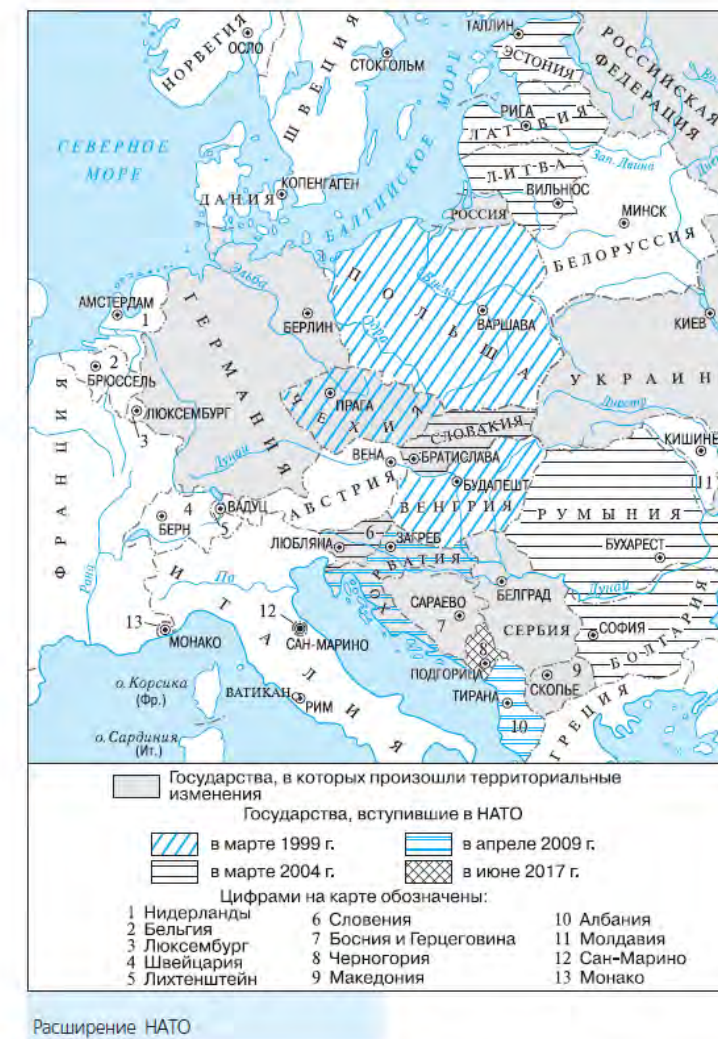 ТАЛЛИН
НОРВЕГИЯ
ОСЛО
ШВЕЦИЯ
СТОКГОЛЬМ
ЭСТОНИЯ
РОССИЙСКАЯ
ФЕДЕРАЦИЯ
РИГА
ЛАТВИЯ
СЕВЕРНОЕ
МОРЕ
БАЛТИЙСКОЕ МОРЕ
Зап. Двина
ЛИТВА
ВИЛЬНЮС
КОПЕНГАГЕН
ДАНИЯ
РОССИЯ
МИНСК
БЕЛОРУССИЯ
Эльба
ПОЛЬША
Висла
АМСТЕРДАМ
1
ГЕРМАНИЯ
БЕРЛИН
Одра
ВАРШАВА
КИЕВ
2
БРЮССЕЛЬ
ПРАГА
ЧЕХИЯ
УКРАИН
ЛЮКСЕМБУРГ
3
Днестр
СЛОВАКИЯ
КИШИНЕ
ФРАНЦИЯ
Дунай
ВЕНА
БРАТИСЛАВА
БУДАПЕШТ
11
4
ВАДУЦ
АВСТРИЯ
ВЕНГРИЯ
РУМЫНИЯ
БЕРН
5
ЛЮБЛЯНА
6
ЗАГРЕБ
ХОРВАТИЯ
БУХАРЕСТ
Рона
По
БЕЛГРАД
Дунай
ИТАЛИЯ
САРАЕВО
7
СЕРБИЯ
СОФИЯ
БОЛГАРИЯ
13
МОНАКО
12
САН-МАРИНО
8
ПОДГОРИЦА
9
СКОПЬЕ
о. Корсика
(Фр.)
ВАТИКАН
РИМ
ТИРАНА
10
ГРЕЦИЯ
о. Сардиния
(Ит.)
Государства, в которых произошли территориальные
изменения
Государства, вступившие в НАТО
в марте 1999 г.
в апреле 2009 г.
в марте 2004 г.
в июне 2017 г.
Цифрами на карте обозначены:
1 Нидерланды
2 Бельгия
3 Люксембург
4 Швейцария
5 Лихтенштейн
6 Словения
7 Босния и Герцеговина
8 Черногория
9 Македония
10 Албания
11 Молдавия
12 Сан-Марино
13 Монако
Расширение НАТО